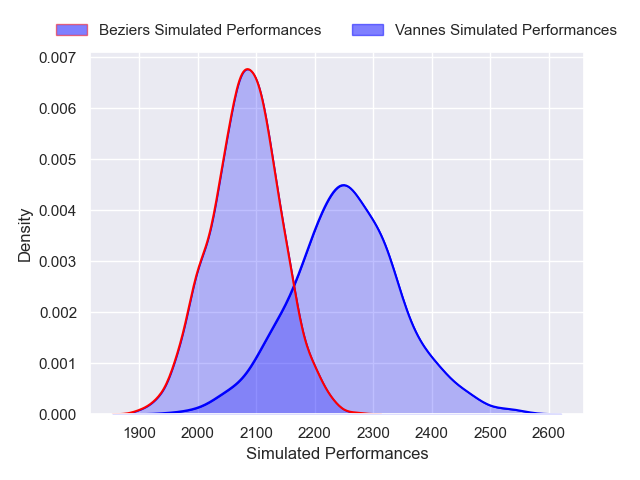 Beziers Simulated Performances Vannes Simulated Performances
0.007
0.006
0.005
0.004
0.003
0.002
0.001
0.000
Density
1900 2000 2100 2200 2300 2400 2500 2600
Simulated Performances